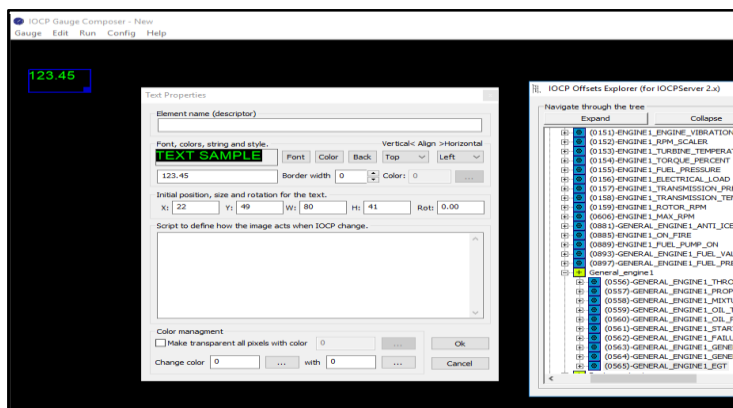 IOCP Gauge Composer - New
Gauge Edit Run Config Help
123.45
Text Properties
Element name (descriptor)
Font, colors, string and style.
Vertical< Align >Horizontal
TEXT SAMPLE
Font
Color
Back
Top
Left
123.45
Border width
0
Color:
0
...
Initial position, size and rotation for the text.
X: 22
Y: 49
W: 80
H: 41
Rot: 0.00
Script to define how the image acts when IOCP change.
Color managment
Make transparent all pixels with color
0
...
Ok
Change color
0
...
with
0
...
Cancel
IOCP Offsets Explorer (for IOCPServer 2.x)
Navigate through the tree
Expand
Collapse
(0151)-ENGINE1_ENGINE_VIBRATION
(0152)-ENGINE1_RPM_SCALER
(0153)-ENGINE1_TURBINE_TEMPERAT
(0154)-ENGINE1_TORQUE_PERCENT
(0155)-ENGINE1_FUEL_PRESSURE
(0156)-ENGINE1_ELECTRICAL_LOAD
(0157)-ENGINE1_TRANSMISSION_PRE
(0158)-ENGINE1_TRANSMISSION_TEM
(0159)-ENGINE1_ROTOR_RPM
(0606)-ENGINE1_MAX_RPM
(0881)-GENERAL_ENGINE1_ANTI_ICE
(0885)-ENGINE1_ON_FIRE
(0889)-ENGINE1_FUEL_PUMP_ON
(0893)-GENERAL_ENGINE1_FUEL_VAL
(0897)-GENERAL_ENGINE1_FUEL_PRE
General_engine1
(0556)-GENERAL_ENGINE1_THRO
(0557)-GENERAL_ENGINE1_PROP
(0558)-GENERAL_ENGINE1_MIXTU
(0559)-GENERAL_ENGINE1_OIL_T
(0560)-GENERAL_ENGINE1_OIL_P
(0561)-GENERAL_ENGINE1_START
(0562)-GENERAL_ENGINE1_FAILU
(0563)-GENERAL_ENGINE1_GENE
(0564)-GENERAL_ENGINE1_GENE
(0565)-GENERAL_ENGINE1_EGT